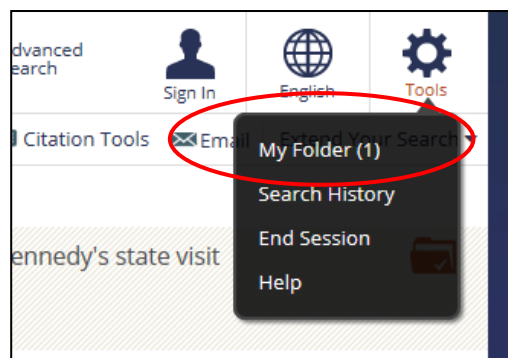 dvanced
earch
Sign In
English
Tools
Citation Tools Email Extend Your Search
My Folder (1)
Search History
End Session
Help
ennedy's state visit